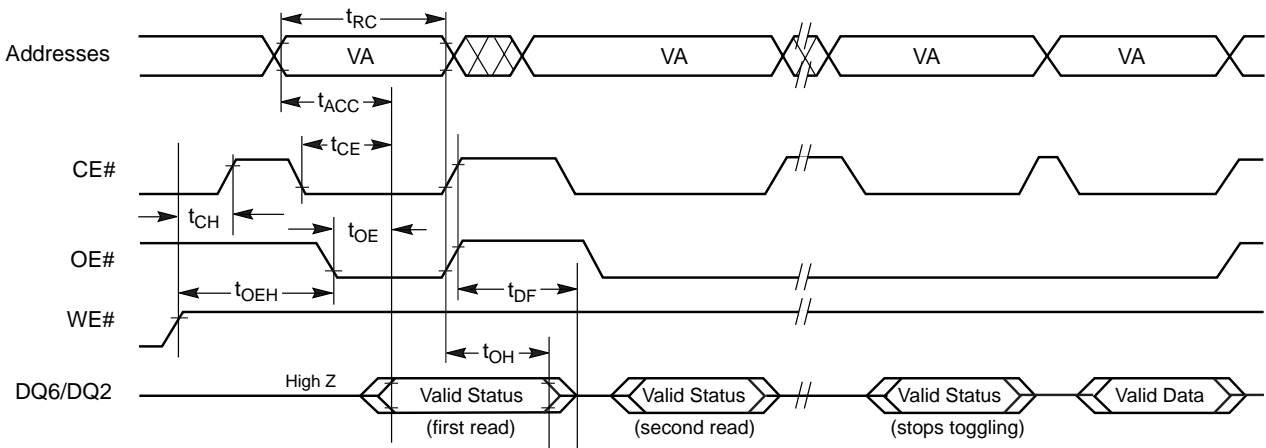 tRC
Addresses
VA
VA
VA
VA
tACC
tCE
CE#
tCH
tOE
OE#
tOEH
tDF
WE#
tOH
High Z
DQ6/DQ2
Valid Status
Valid Status
Valid Status
Valid Data
(first read)
(second read)
(stops toggling)